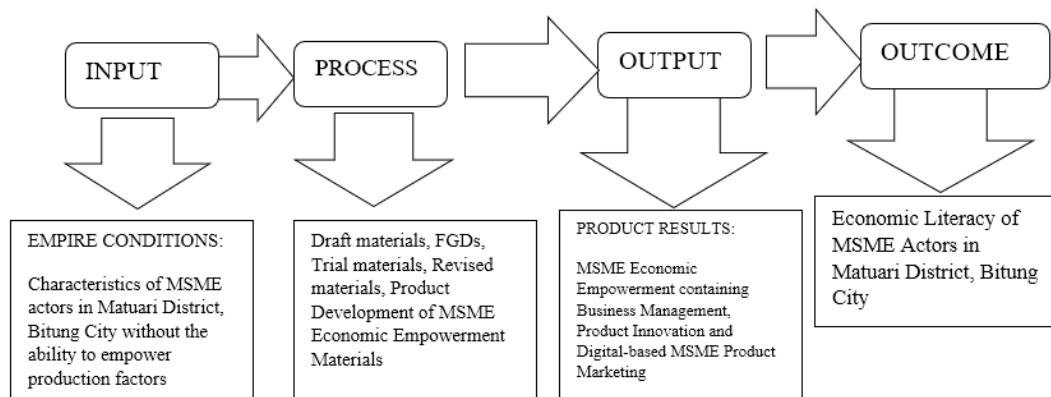 INPUT
PROCESS
OUTPUT
OUTCOME
EMPIRE CONDITIONS:
Characteristics of MSME
actors in Matuari District,
Bitung City without the
ability to empower
production factors
Draft materials, FGDs,
Trial materials, Revised
materials, Product
Development of MSME
Economic Empowerment
Materials
PRODUCT RESULTS:
MSME Economic
Empowerment containing
Business Management,
Product Innovation and
Digital-based MSME Product
Marketing
Economic Literacy of
MSME Actors in
Matuari District, Bitung
City